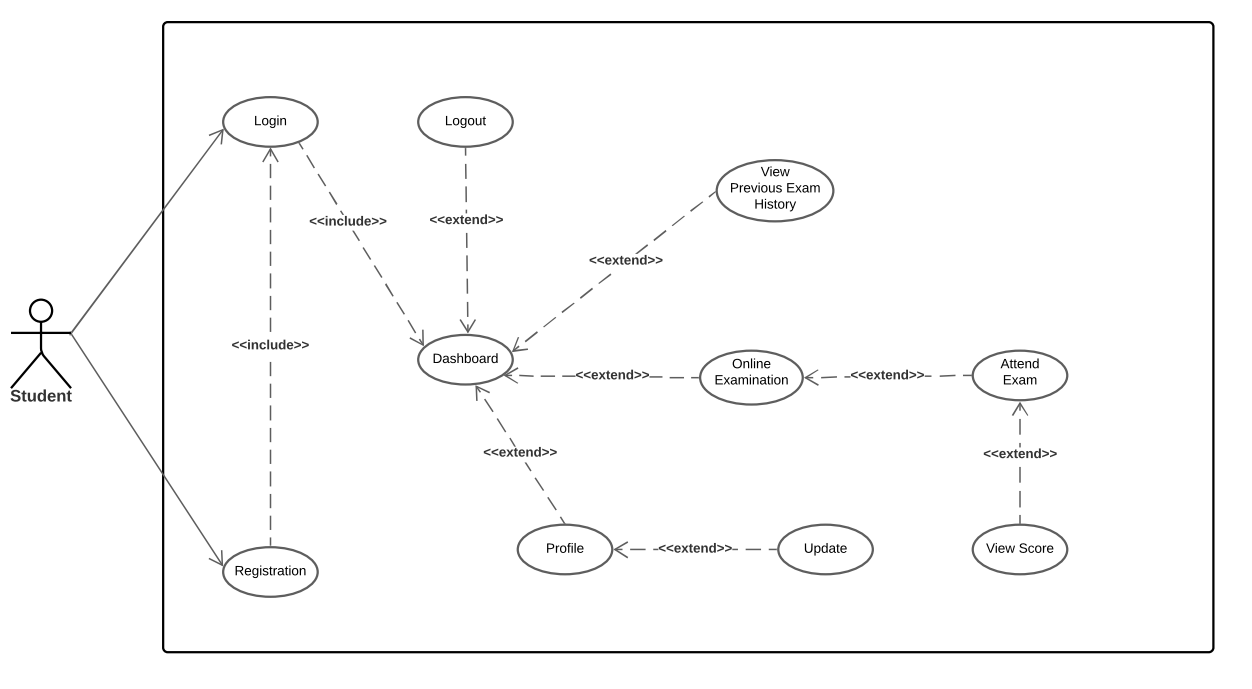 Login
Logout
View
Previous Exam
History
<<include>>
<<extend>>
<<extend>>
<<include>>
Dashboard
Online
Examination
<<extend>>
<<extend>>
Attend
Exam
Student
<<extend>>
<<extend>>
Profile
<<extend>>
Update
View Score
Registration